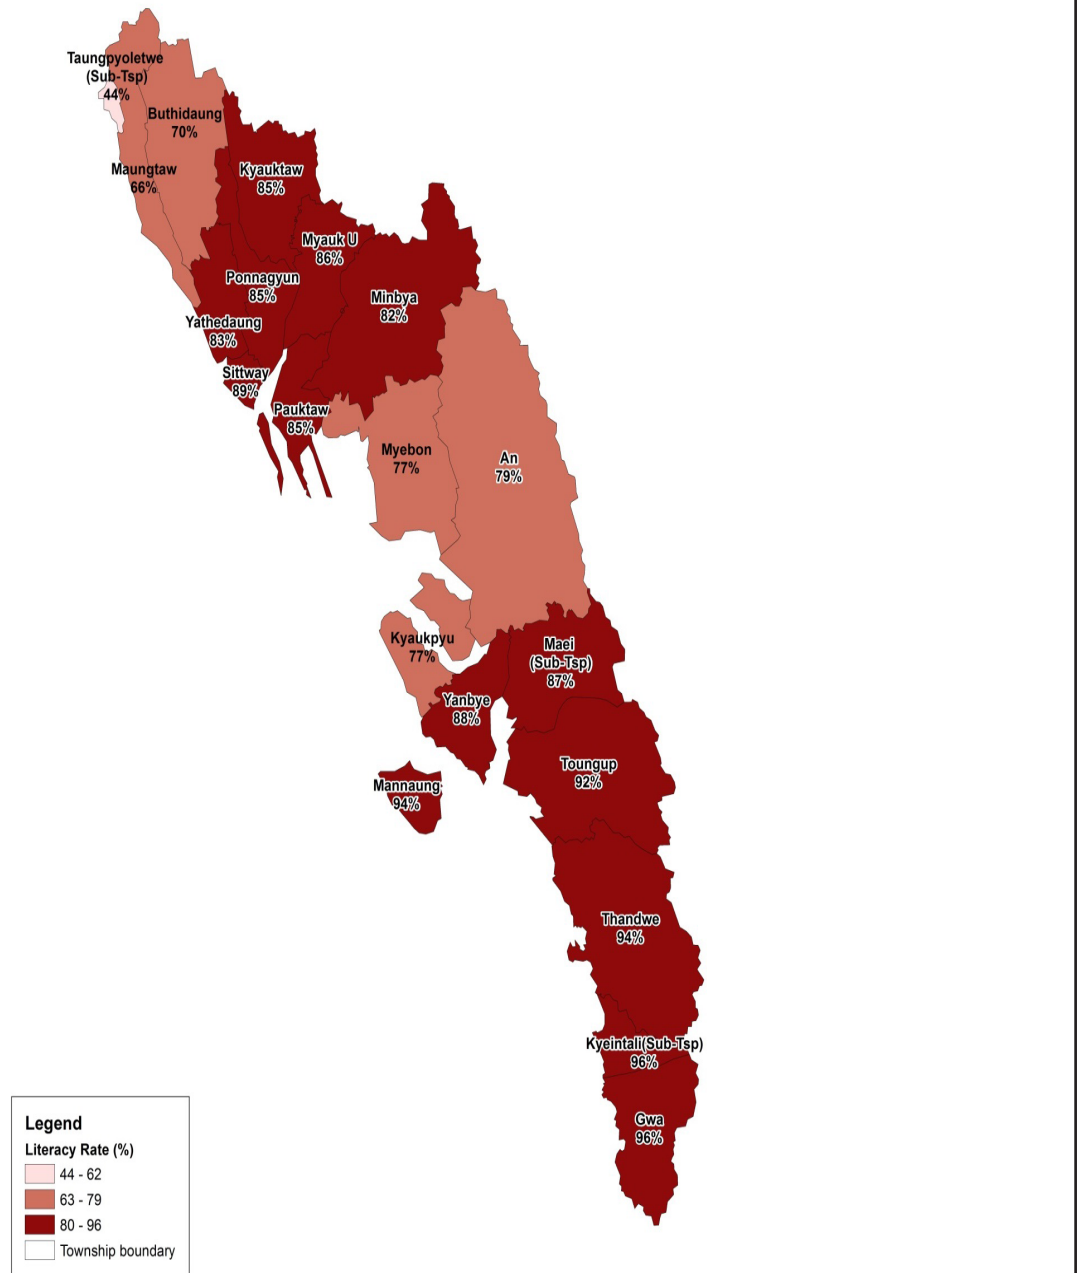 Taungpyoletwe
(Sub-Tsp)
44%
Buthidaung
70%
Maungtaw
66%
Kyauktaw
85%
Myauk U
86%
Ponnagyun
85%
Minbya
82%
Yathedaung
83%
Sittway
89%
Pauktaw
85%
Myebon
77%
An
79%
Kyaukpyu
77%
Maei
(Sub-Tsp)
87%
Yanbye
88%
Toungup
92%
Mannaung
94%
Thandwe
94%
Kyeintali(Sub-Tsp)
96%
Gwa
96%
Legend
Literacy Rate (%)
44 - 62
63 - 79
80 - 96
Township boundary